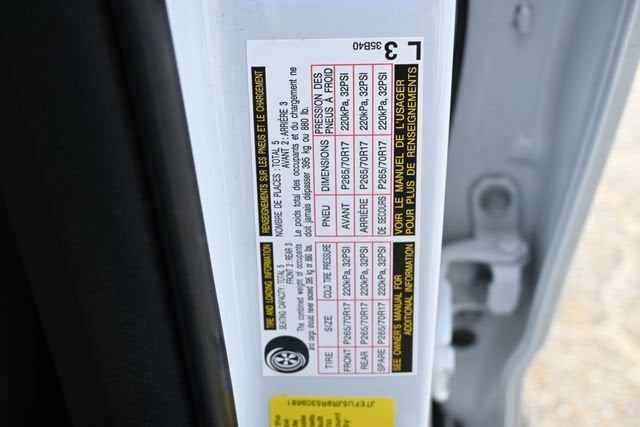 TIRE AND LOADING INFORMATION
SEATING CAPACITY : TOTAL 5
FRONT 2 : REAR 3
The combined weight of occupants
and cargo should never exceed 395 kg or 880 lbs.
TIRE SIZE COLD TIRE PRESSURE
FRONT P265/70R17 220kPa, 32PSI
REAR P265/70R17 220kPa, 32PSI
SPARE P265/70R17 220kPa, 32PSI
SEE OWNER'S MANUAL FOR
ADDITIONAL INFORMATION
RENSEIGNEMENTS SUR LES PNEUS ET LE CHARGEMENT
NOMBRE DE PLACES : TOTAL 5
AVANT 2 : ARRIÈRE 3
Le poids total des occupants et du chargement ne
doit jamais dépasser 395 kg ou 880 lb.
PNEU DIMENSIONS PRESSION DES
PNEUS À FROID
AVANT P265/70R17 220kPa, 32PSI
ARRIÈRE P265/70R17 220kPa, 32PSI
DE SECOURS P265/70R17 220kPa, 32PSI
VOIR LE MANUEL DE L'USAGER
POUR PLUS DE RENSEIGNEMENTS
L 3
35B40
JTEFU5JR9R5309681
the